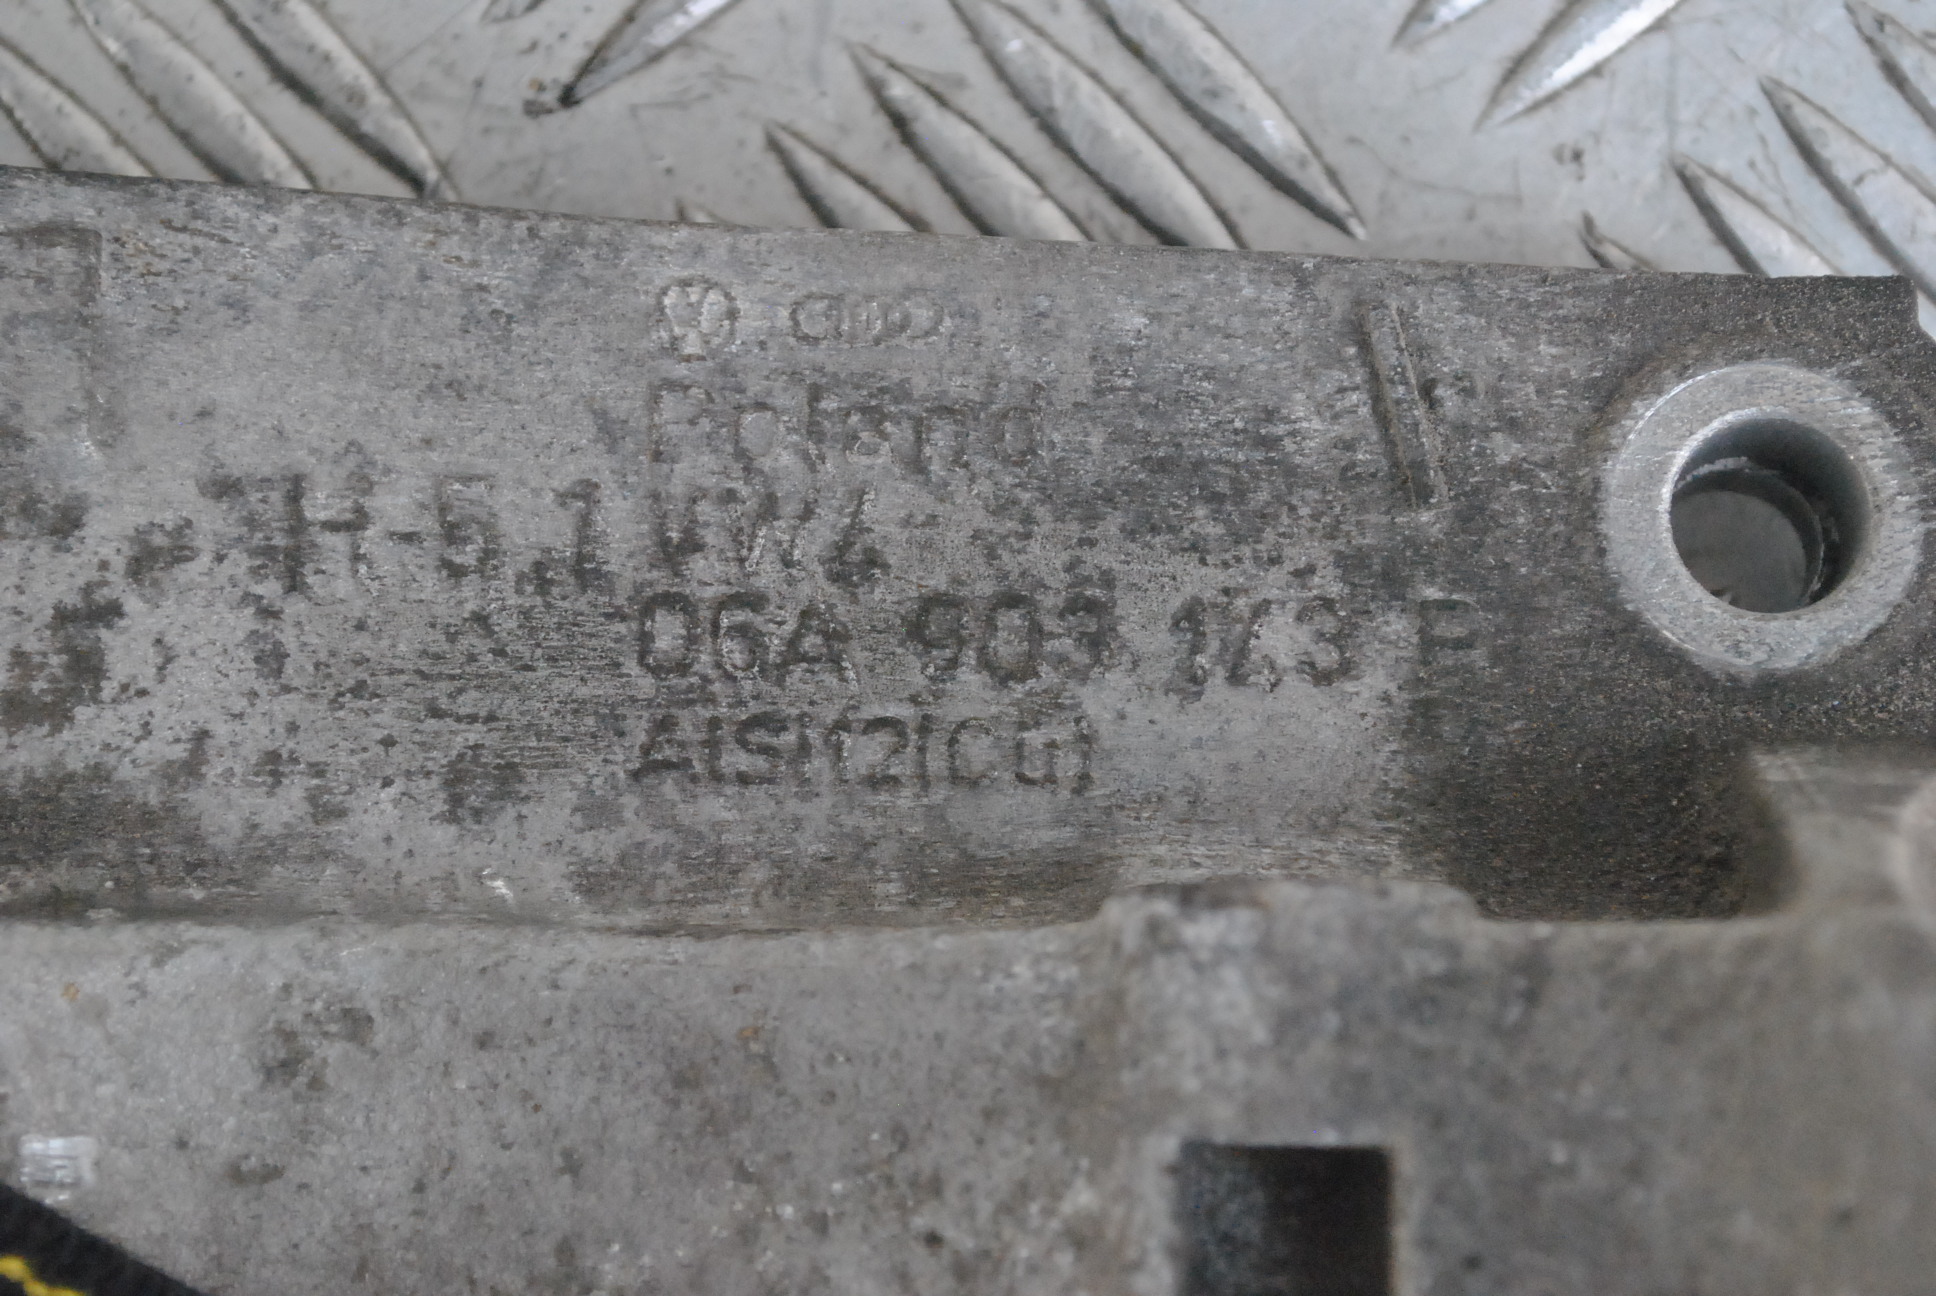 Poland
H-5.1 VW4
06A 903 143 P
AlSi12(Cu)